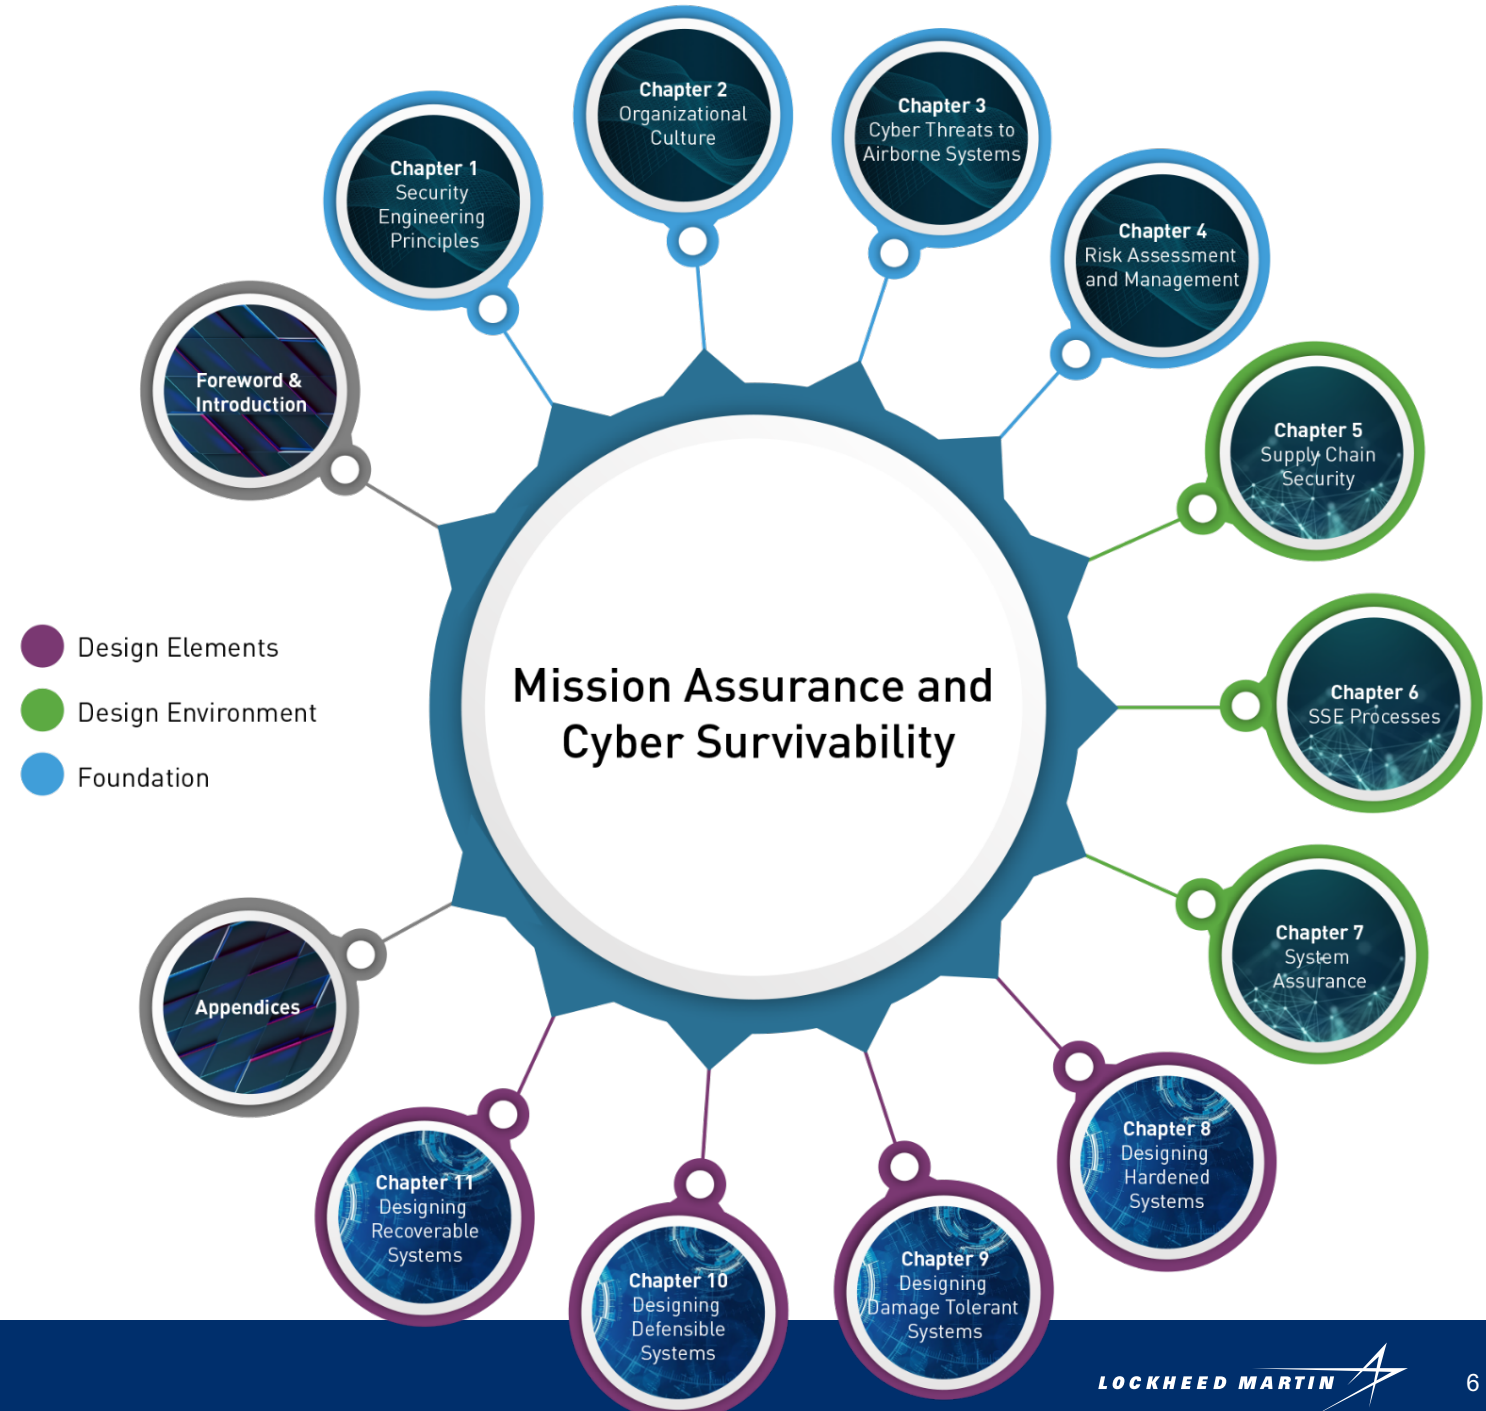 Foreword &
Introduction
Chapter 1
Security
Engineering
Principles
Chapter 2
Organizational
Culture
Chapter 3
Cyber Threats to
Airborne Systems
Chapter 4
Risk Assessment
and Management
Chapter 5
Supply Chain
Security
Chapter 6
SSE Processes
Chapter 7
System
Assurance
Chapter 8
Designing
Hardened
Systems
Chapter 9
Designing
Damage Tolerant
Systems
Chapter 10
Designing
Defensible
Systems
Chapter 11
Designing
Recoverable
Systems
Appendices
Mission Assurance and
Cyber Survivability
Design Elements
Design Environment
Foundation
LOCKHEED MARTIN
6